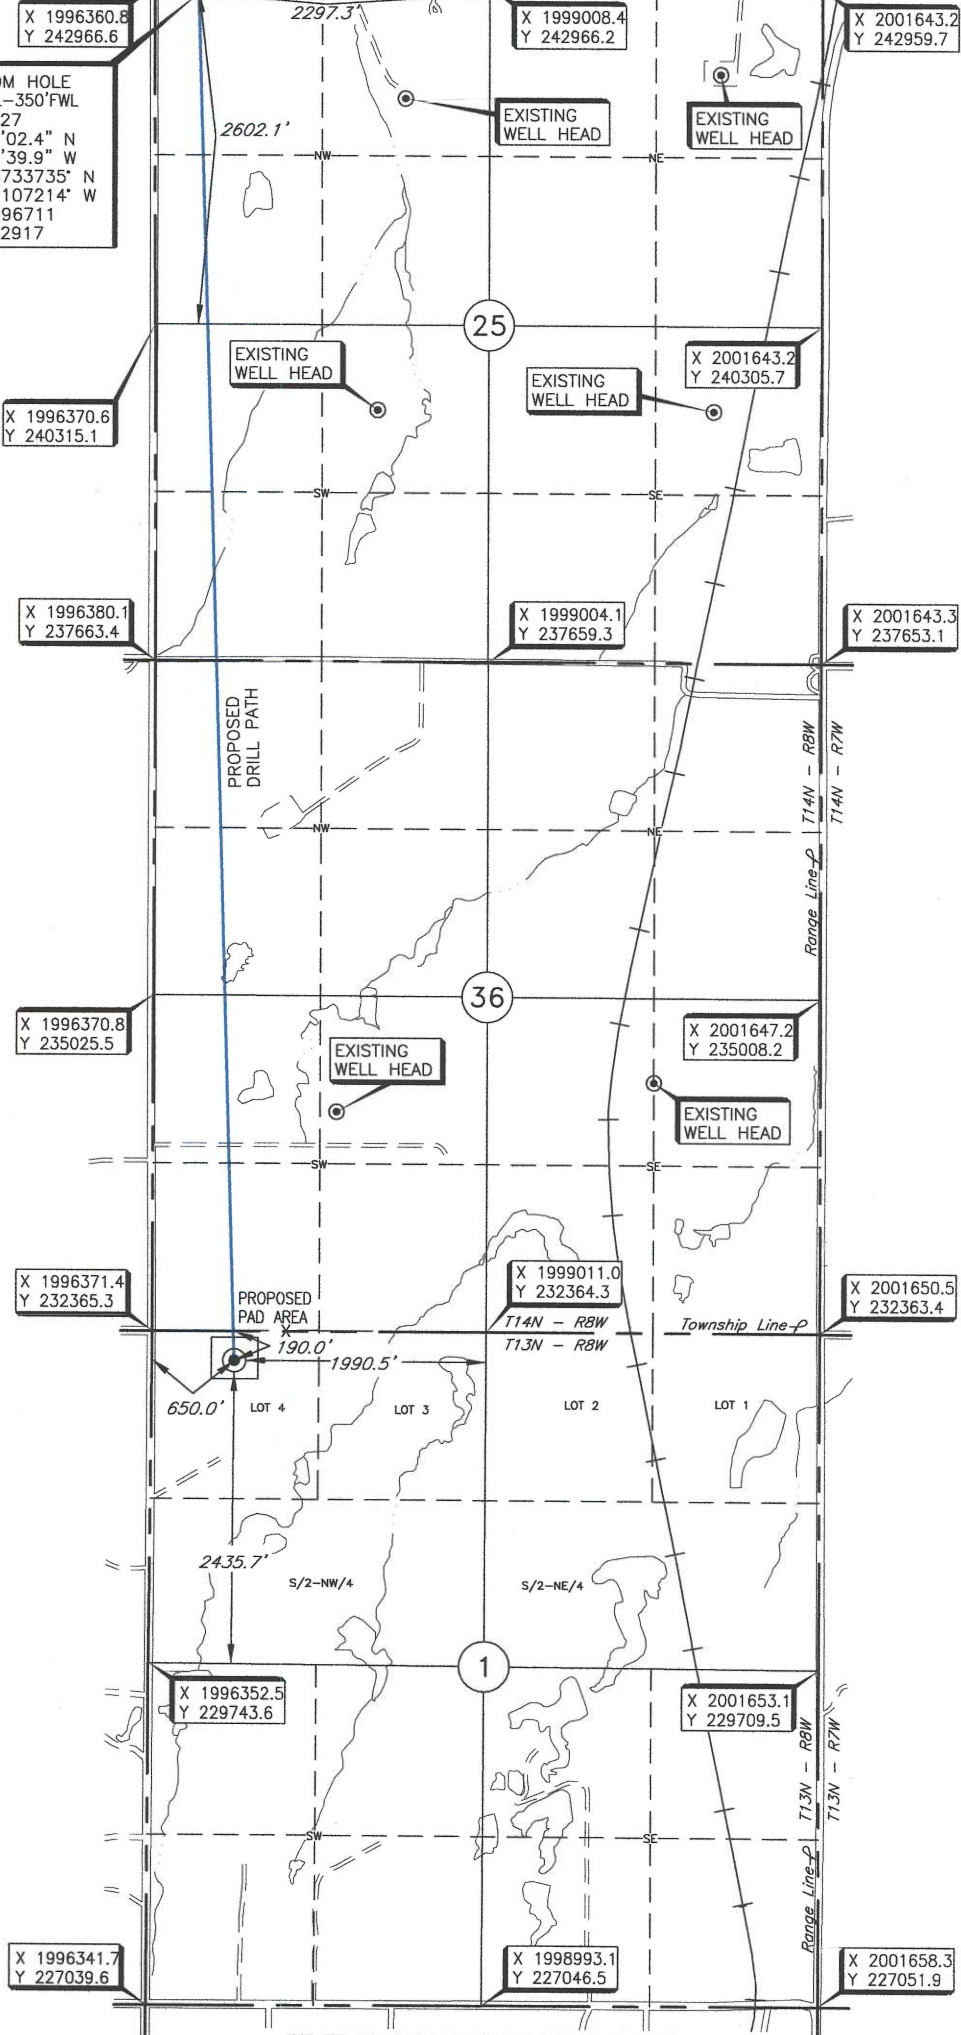 X 1996360.8
Y 242966.6
2297.3'
X 1999008.4
Y 242966.2
X 2001643.2
Y 242959.7
HOLE
-350'FWL
27
'02.4" N
'39.9" W
733735° N
107214° W
96711
2917
2602.1'
EXISTING
WELL HEAD
EXISTING
WELL HEAD
NW
NE
25
EXISTING
WELL HEAD
EXISTING
WELL HEAD
X 2001643.2
Y 240305.7
X 1996370.6
Y 240315.1
SW
SE
X 1996380.1
Y 237663.4
X 1999004.1
Y 237659.3
X 2001643.3
Y 237653.1
PROPOSED
DRILL PATH
T14N - R8W
T14N - R7W
NW
NE
Range Line
36
X 1996370.8
Y 235025.5
X 2001647.2
Y 235008.2
EXISTING
WELL HEAD
EXISTING
WELL HEAD
SW
SE
X 1996371.4
Y 232365.3
PROPOSED
PAD AREA
X 1999011.0
Y 232364.3
X 2001650.5
Y 232363.4
T14N - R8W
T13N - R8W
Township Line
190.0'
1990.5'
650.0'
LOT 4
LOT 3
LOT 2
LOT 1
2435.7'
S/2-NW/4
S/2-NE/4
1
X 1996352.5
Y 229743.6
X 2001653.1
Y 229709.5
T13N - R8W
T13N - R7W
SW
SE
Range Line
X 1996341.7
Y 227039.6
X 1998993.1
Y 227046.5
X 2001658.3
Y 227051.9